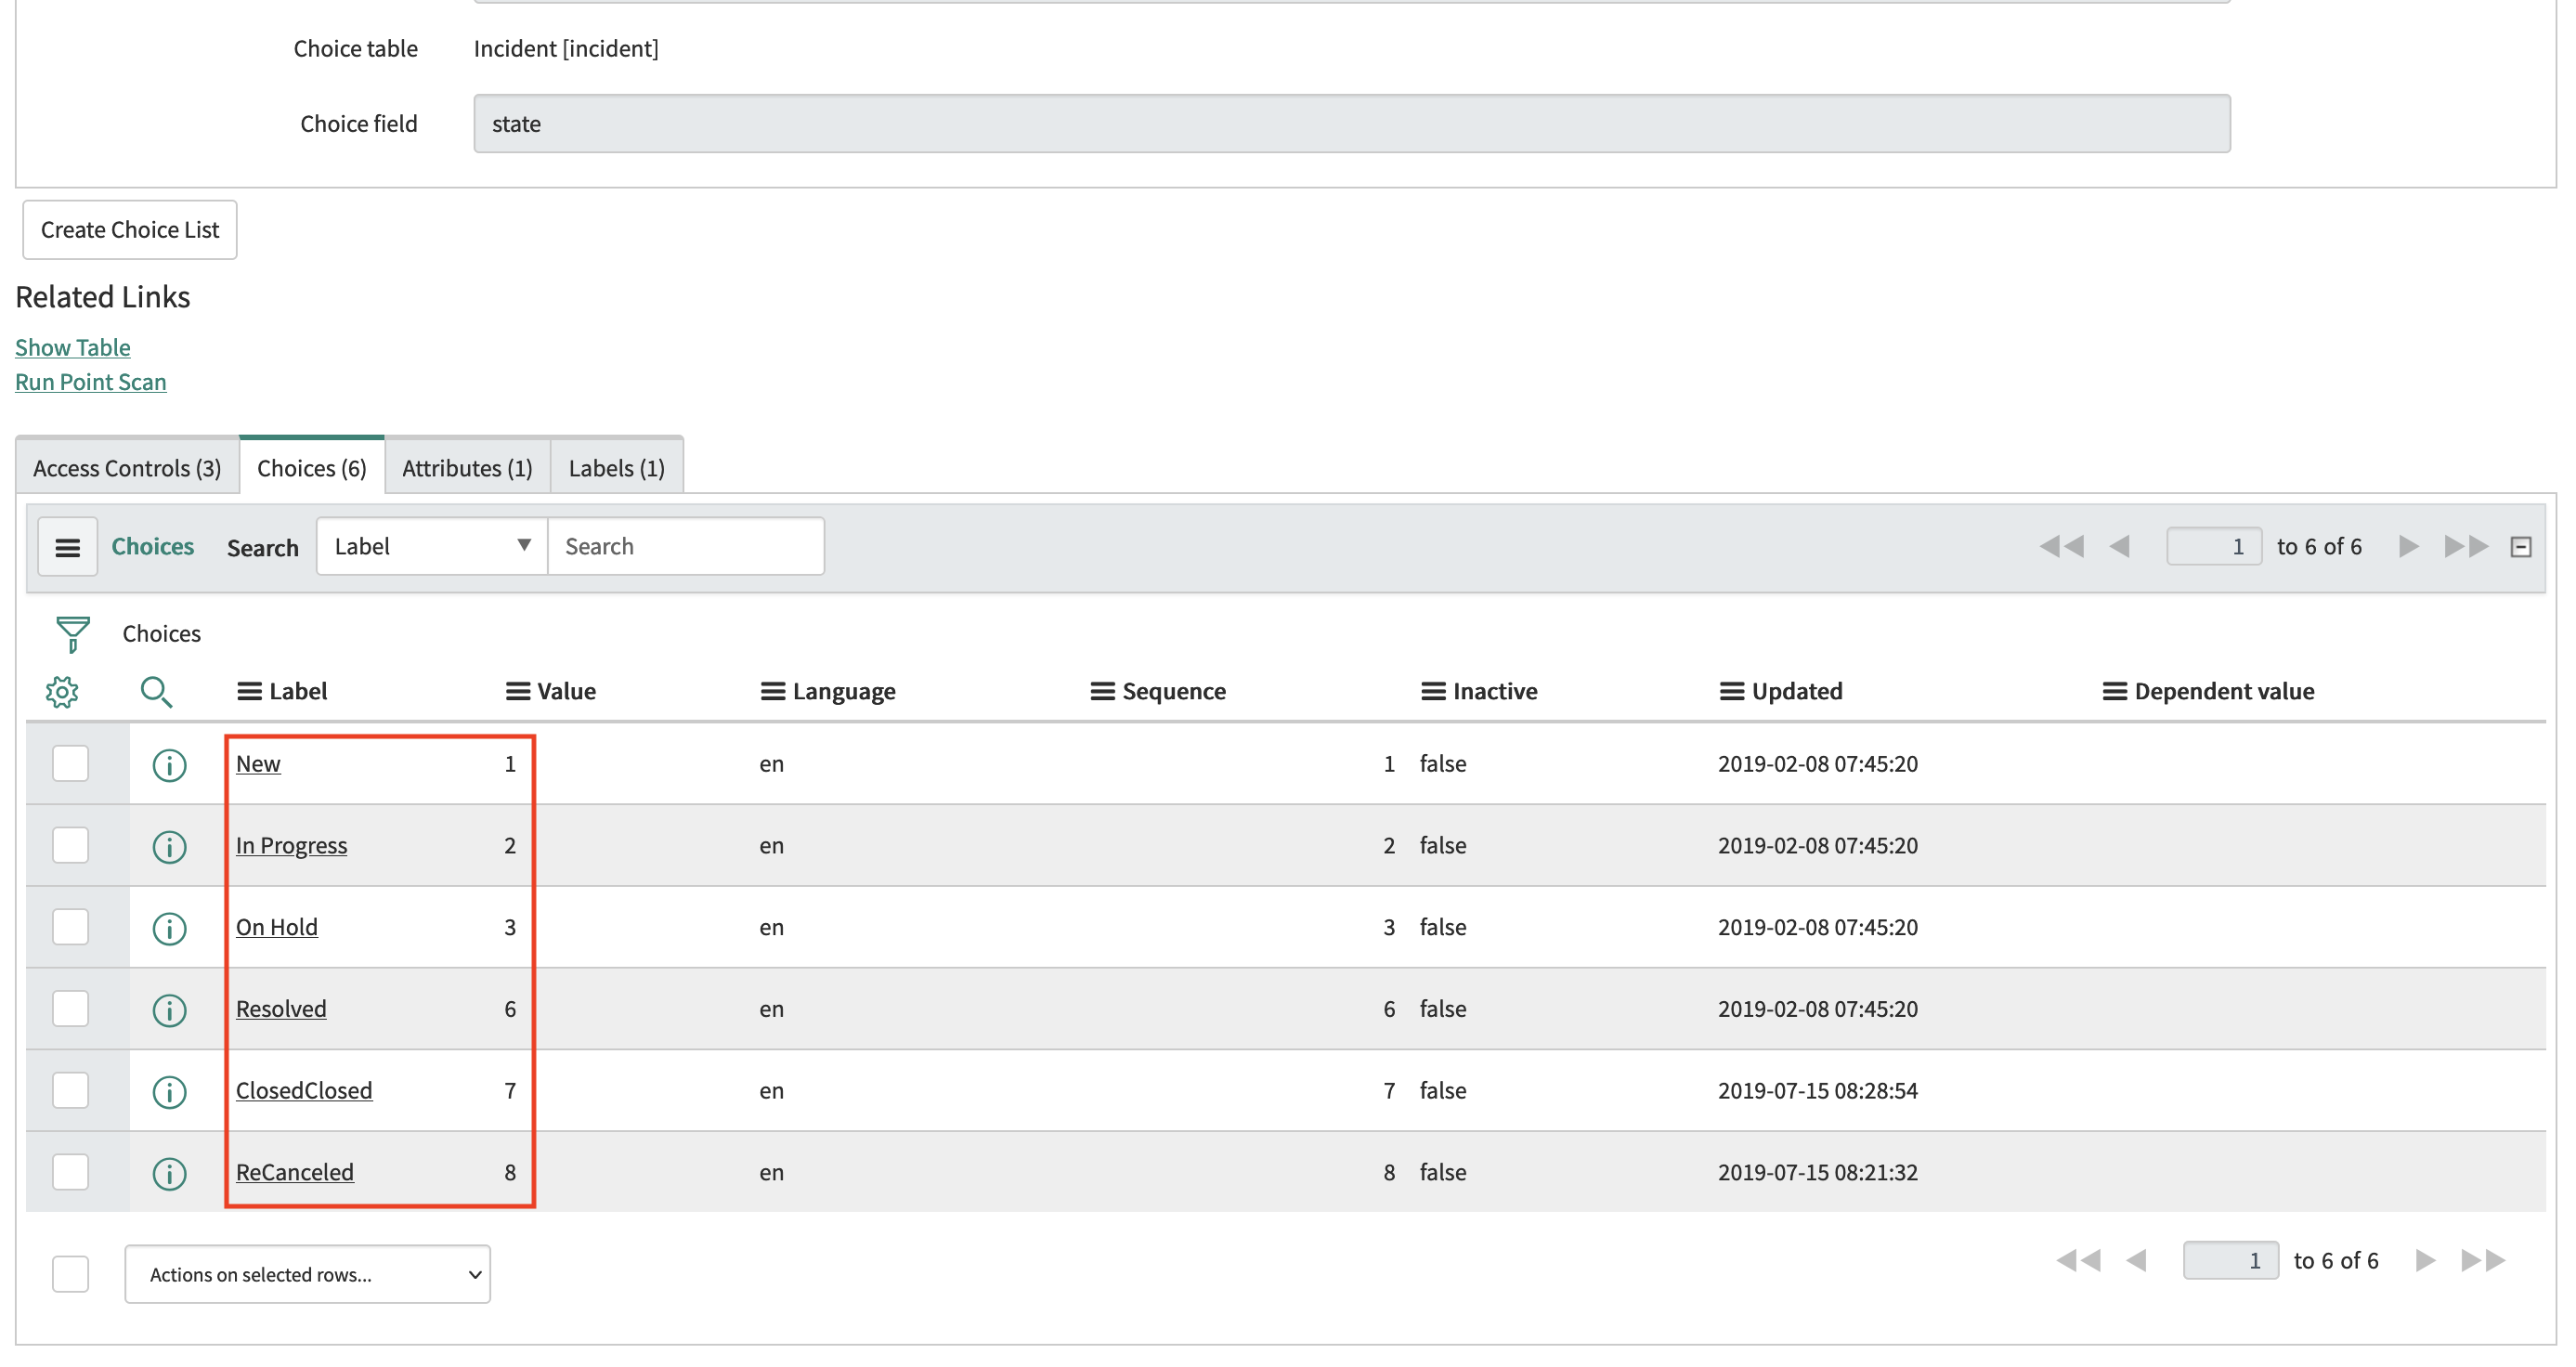 Choice table Incident [incident]
Choice field state
Create Choice List
Related Links
Show Table
Run Point Scan
Access Controls (3) Choices (6) Attributes (1) Labels (1)
Choices Search Label Search 1 to 6 of 6
Choices
Label Value Language Sequence Inactive Updated Dependent value
New 1 en 1 false 2019-02-08 07:45:20
In Progress 2 en 2 false 2019-02-08 07:45:20
On Hold 3 en 3 false 2019-02-08 07:45:20
Resolved 6 en 6 false 2019-02-08 07:45:20
ClosedClosed 7 en 7 false 2019-07-15 08:28:54
ReCanceled 8 en 8 false 2019-07-15 08:21:32
Actions on selected rows... 1 to 6 of 6